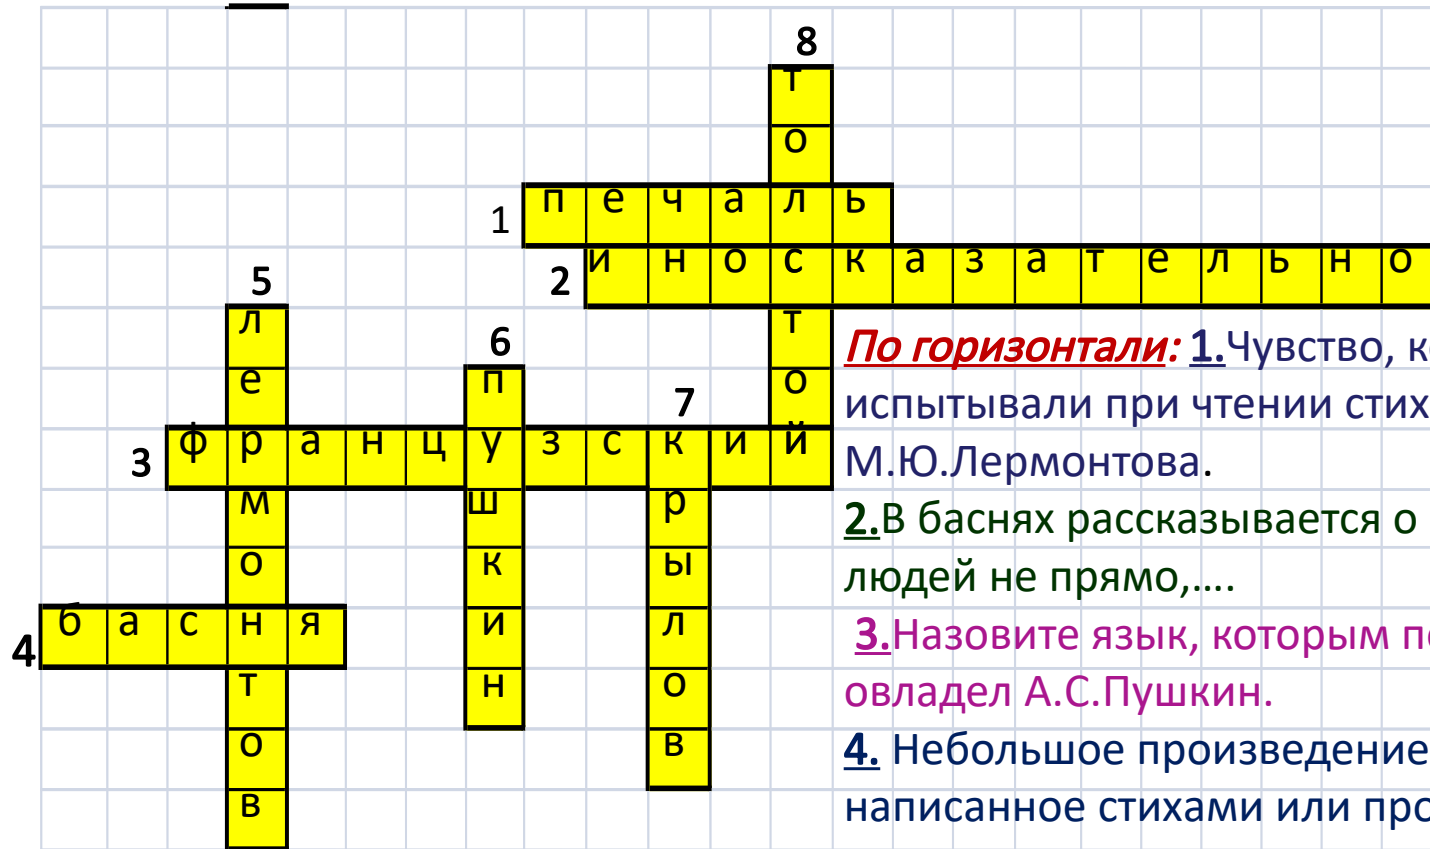 8
т
о
1 п е ч а л ь
2 и н о с к а з а т е л ь н о
5
л
т
6
По горизонтали: 1.Чувство, к
е
п
о
7
испытывали при чтении стих
3 ф р а н ц у з с к и й
М.Ю.Лермонтова.
м
ш
р
2.В баснях рассказывается о
о
к
ы
людей не прямо,....
4 б а с н я
и
л
3.Назовите язык, которым п
т
н
о
овладел А.С.Пушкин.
о
в
4. Небольшое произведение
в
написанное стихами или про